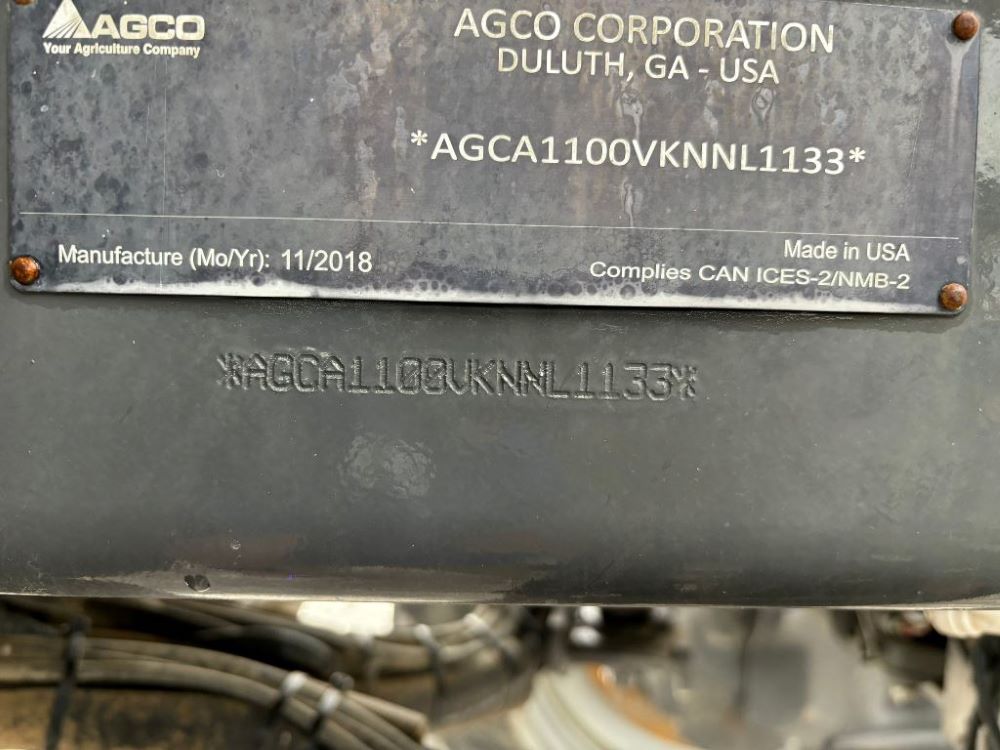 AGCO
Your Agriculture Company
AGCO CORPORATION
DULUTH, GA - USA
*AGCA1100VKNNL1133*
Manufacture (Mo/Yr): 11/2018
Made in USA
Complies CAN ICES-2/NMB-2
*AGCA1100VKNNL1133*